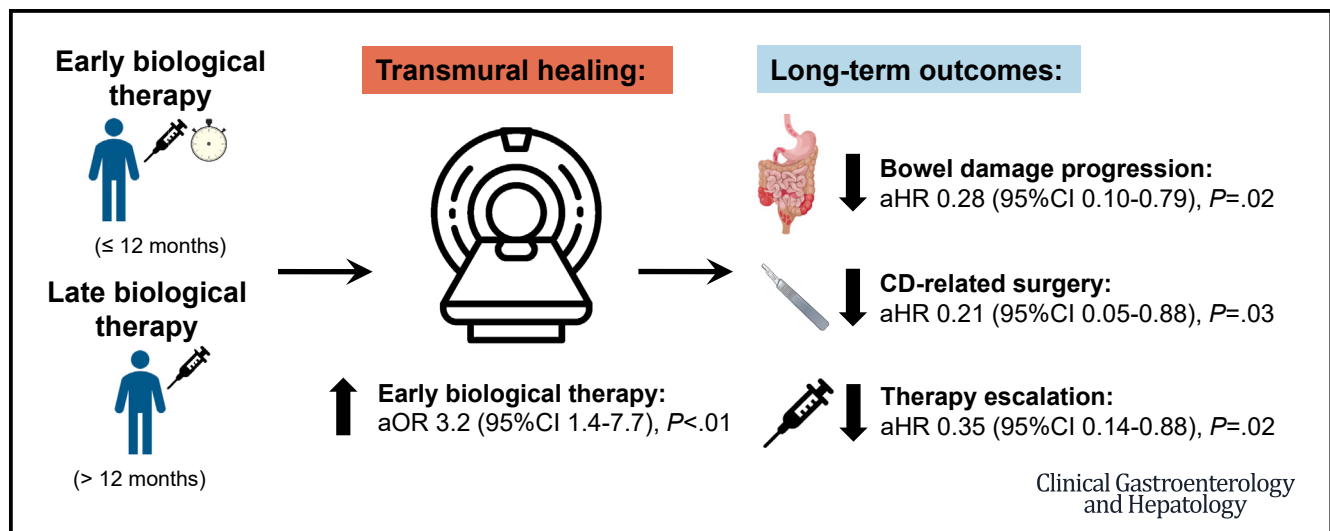 Early biological
therapy
(≤ 12 months)
Late biological
therapy
(> 12 months)
Transmural healing:
Early biological therapy:
aOR 3.2 (95%CI 1.4-7.7), P<.01
Long-term outcomes:
Bowel damage progression:
aHR 0.28 (95%CI 0.10-0.79), P=.02
CD-related surgery:
aHR 0.21 (95%CI 0.05-0.88), P=.03
Therapy escalation:
aHR 0.35 (95%CI 0.14-0.88), P=.02
Clinical Gastroenterology
and Hepatology